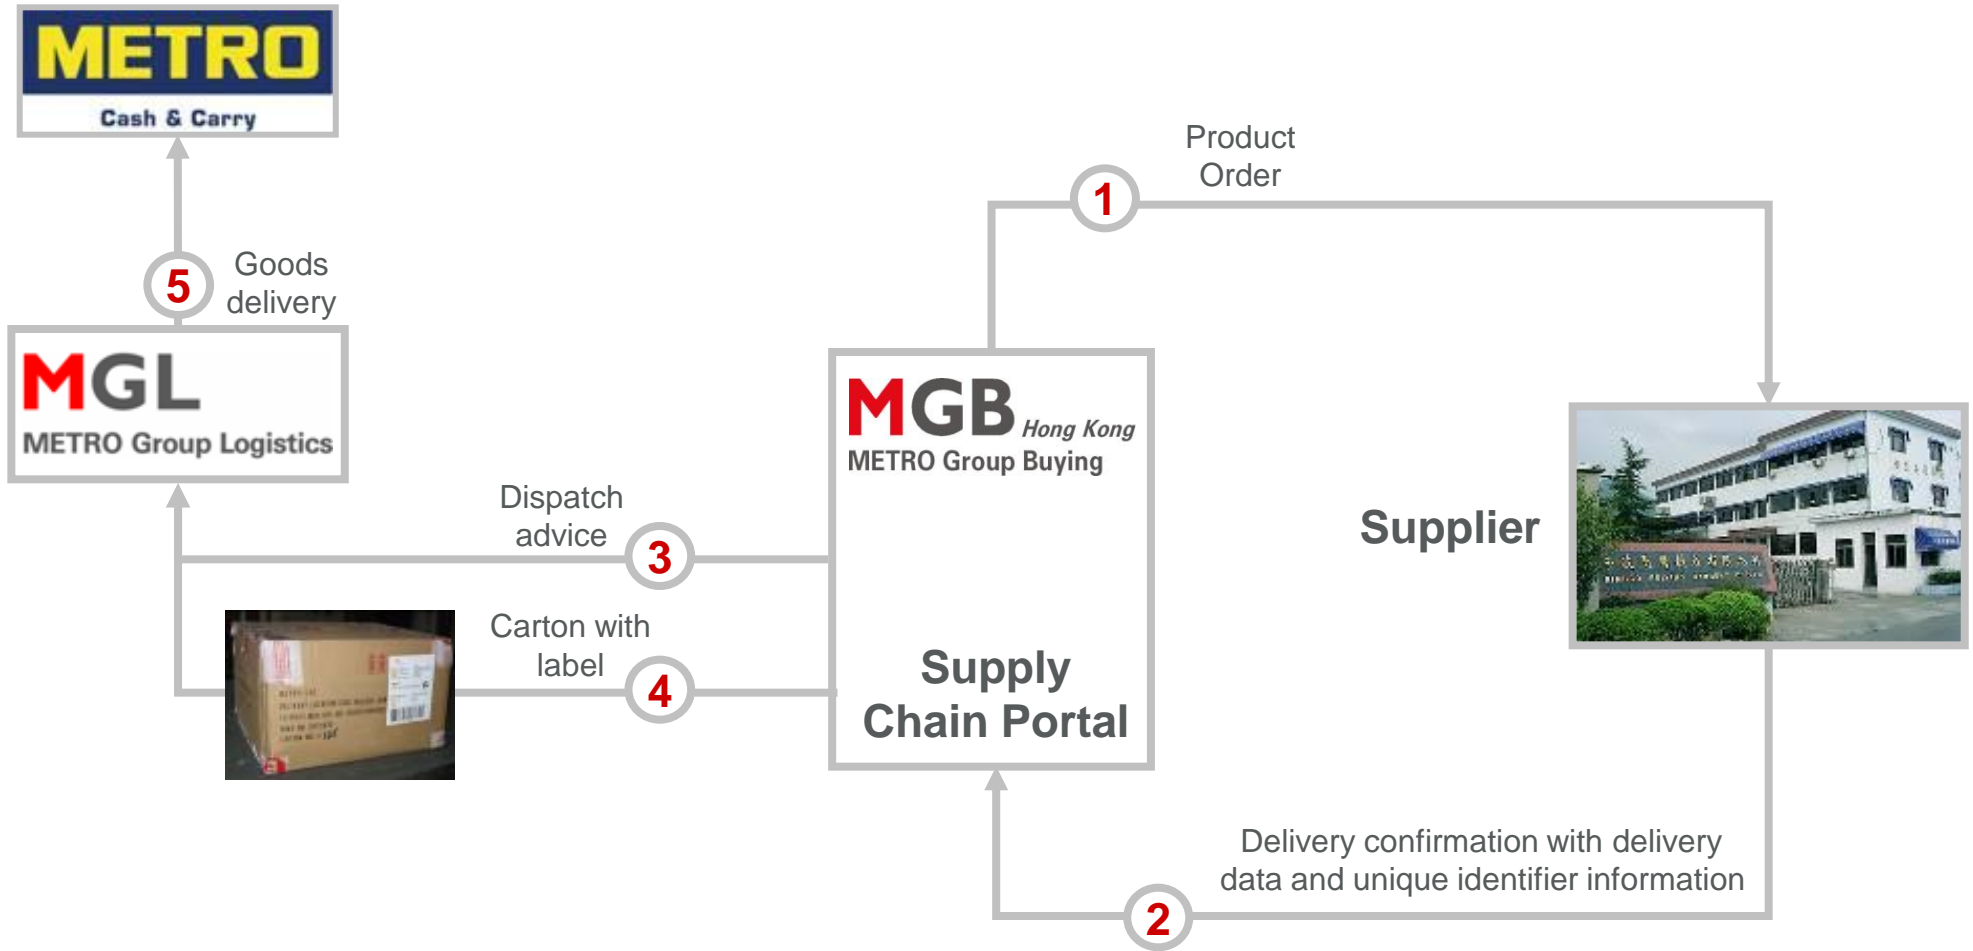 METRO
Cash & Carry
Product
Order
1
Goods
delivery
5
MGL
METRO Group Logistics
MGB Hong Kong
METRO Group Buying
Dispatch
advice
3
Supplier
Carton with
label
4
Supply
Chain Portal
Delivery confirmation with delivery
data and unique identifier information
2